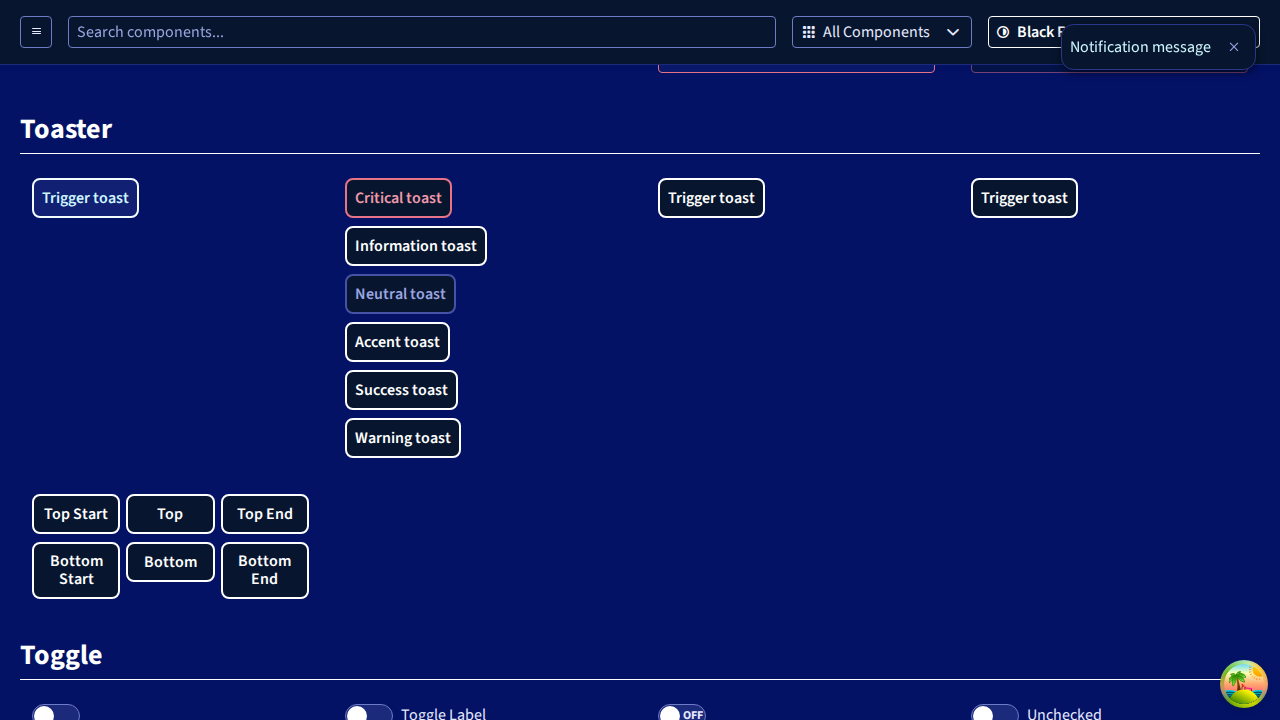 Search components...
All Components
Black
Notification message
Toaster
Trigger toast
Critical toast
Trigger toast
Trigger toast
Information toast
Neutral toast
Accent toast
Success toast
Warning toast
Top Start
Top
Top End
Bottom
Start
Bottom
Bottom
End
Toggle
Toggle Label
OFF
Unchecked